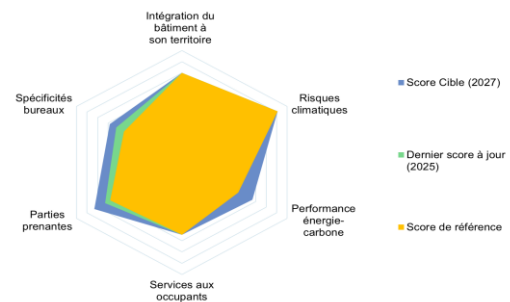 Intégration du
bâtiment à
son territoire
Spécificités
bureaux
Risques
climatiques
Score Cible (2027)
Dernier score à jour
(2025)
Parties
prenantes
Performance
énergie-
carbone
Score de référence
Services aux
occupants